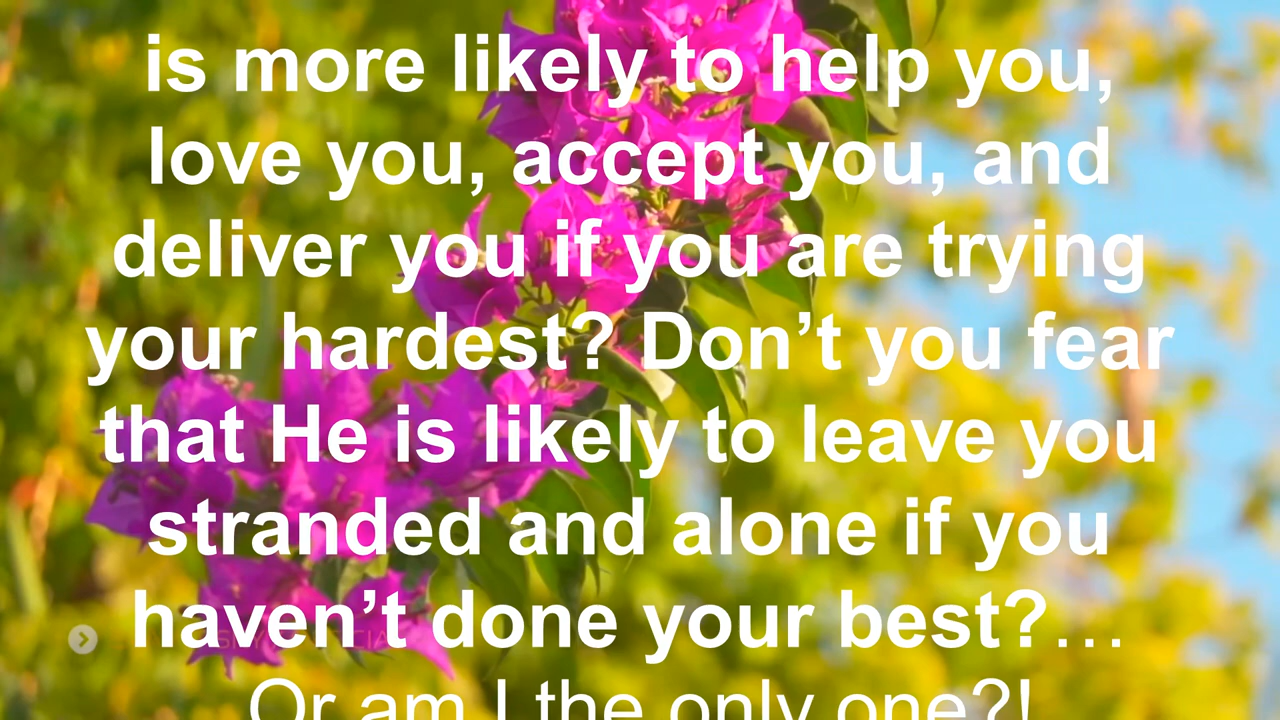 is more likely to help you,
love you, accept you, and
deliver you if you are trying
your hardest? Don’t you fear
that He is likely to leave you
stranded and alone if you
haven’t done your best?…
Or am I the only one?!